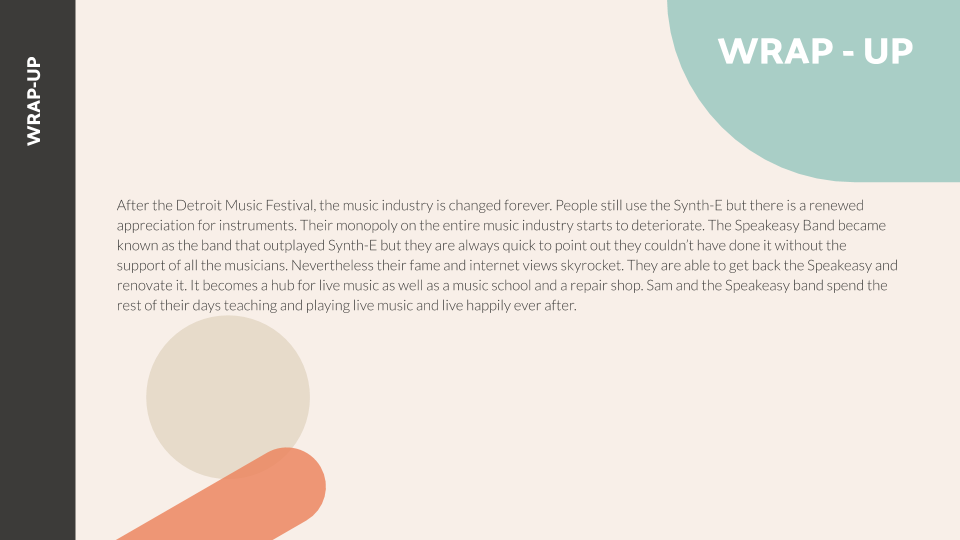 WRAP-UP
WRAP - UP
After the Detroit Music Festival, the music industry is changed forever. People still use the Synth-E but there is a renewed
appreciation for instruments. Their monopoly on the entire music industry starts to deteriorate. The Speakeasy Band became
known as the band that outplayed Synth-E but they are always quick to point out they couldn’t have done it without the
support of all the musicians. Nevertheless their fame and internet views skyrocket. They are able to get back the Speakeasy and
renovate it. It becomes a hub for live music as well as a music school and a repair shop. Sam and the Speakeasy band spend the
rest of their days teaching and playing live music and live happily ever after.